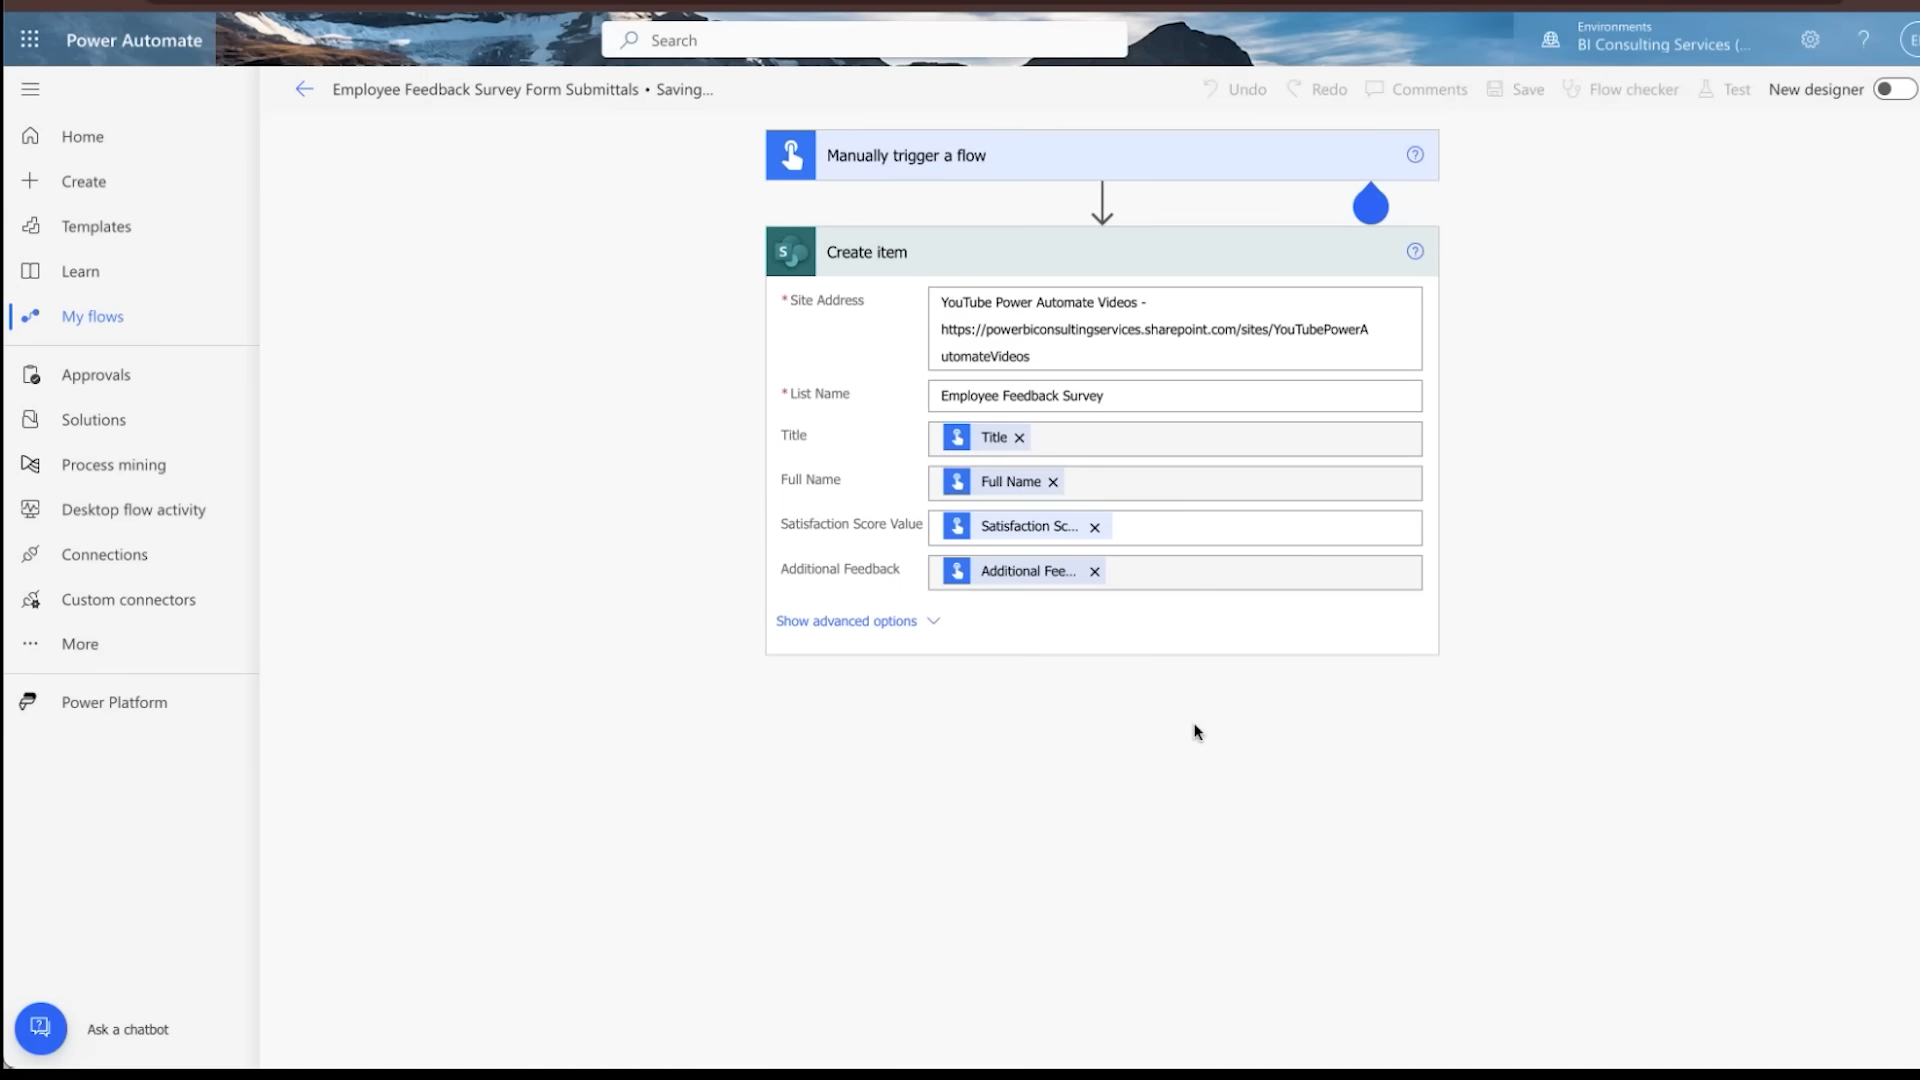 Power Automate
Search
Environments
BI Consulting Services (...
Employee Feedback Survey Form Submittals • Saving...
Undo
Redo
Comments
Save
Flow checker
Test
New designer
Home
Create
Templates
Learn
My flows
Approvals
Solutions
Process mining
Desktop flow activity
Connections
Custom connectors
More
Power Platform
Ask a chatbot
Manually trigger a flow
Create item
* Site Address
YouTube Power Automate Videos -
https://powerbiconsultingservices.sharepoint.com/sites/YouTubePowerA
utomateVideos
* List Name
Employee Feedback Survey
Title
Title
Full Name
Full Name
Satisfaction Score Value
Satisfaction Sc...
Additional Feedback
Additional Fee...
Show advanced options